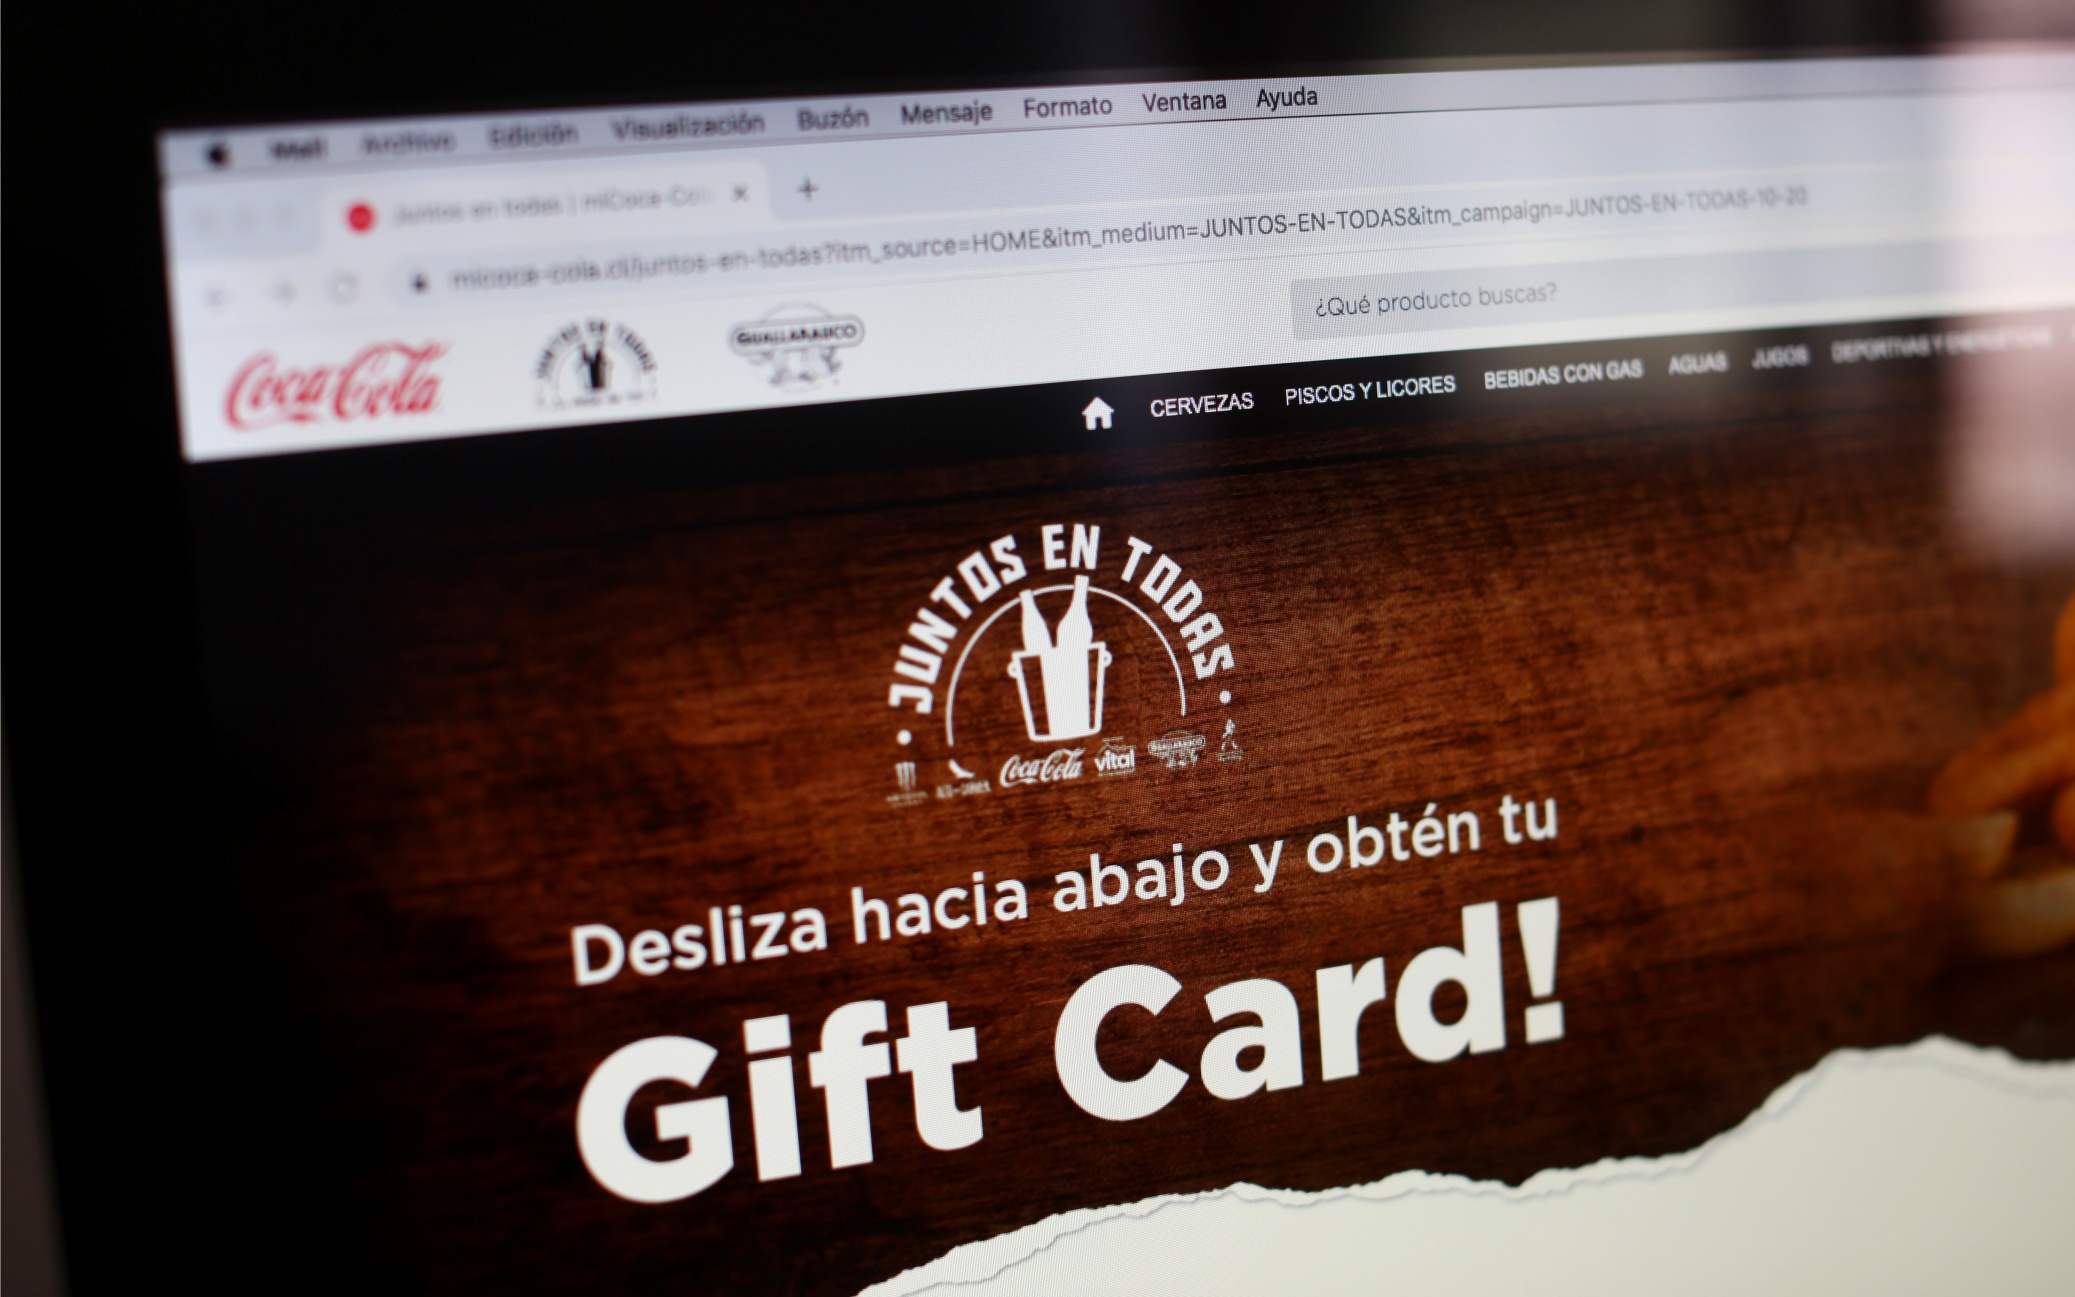 Mail Archivo Edición Visualización Buzón Mensaje Formato Ventana Ayuda
Juntos en todas | miCoca-Col
micoca-cola.cl/juntos-en-todas?itm_source=HOME&itm_medium=JUNTOS-EN-TODAS&itm_campaign=JUNTOS-EN-TODAS-10-20
Coca-Cola
JUNTOS EN TODAS
GUALLARAUCO
¿Qué producto buscas?
CERVEZAS PISCOS Y LICORES BEBIDAS CON GAS AGUAS JUGOS DEPORTIVAS Y ENERGÉTICAS
JUNTOS EN TODAS
Coca-Cola vital GUALLARAUCO
Desliza hacia abajo y obtén tu
Gift Card!